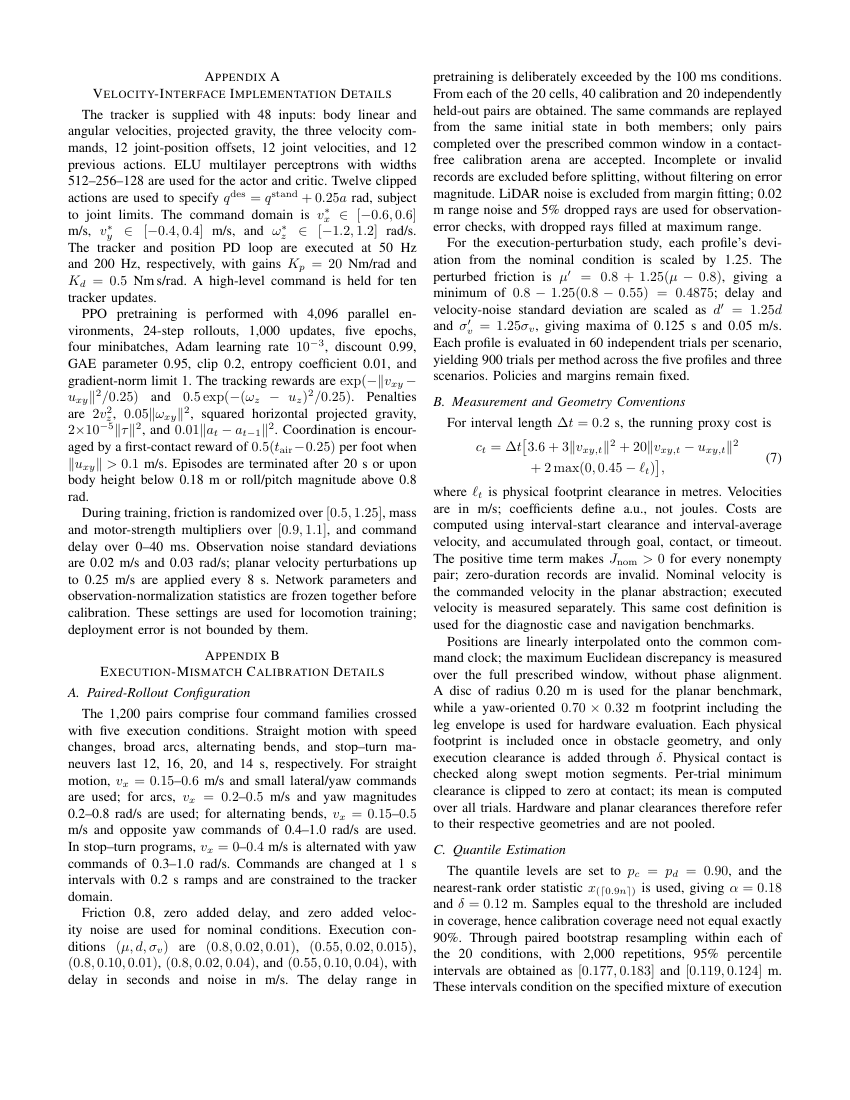 APPENDIX A
VELOCITY-INTERFACE IMPLEMENTATION DETAILS
The tracker is supplied with 48 inputs: body linear and
angular velocities, projected gravity, the three velocity com-
mands, 12 joint-position offsets, 12 joint velocities, and 12
previous actions. ELU multilayer perceptrons with widths
512–256–128 are used for the actor and critic. Twelve clipped
actions are used to specify q^des = q^stand + 0.25a rad, subject
to joint limits. The command domain is v*_x ∈ [−0.6, 0.6]
m/s, v*_y ∈ [−0.4, 0.4] m/s, and ω*_z ∈ [−1.2, 1.2] rad/s.
The tracker and position PD loop are executed at 50 Hz
and 200 Hz, respectively, with gains K_p = 20 Nm/rad and
K_d = 0.5 Nm s/rad. A high-level command is held for ten
tracker updates.
PPO pretraining is performed with 4,096 parallel en-
vironments, 24-step rollouts, 1,000 updates, five epochs,
four minibatches, Adam learning rate 10^−3, discount 0.99,
GAE parameter 0.95, clip 0.2, entropy coefficient 0.01, and
gradient-norm limit 1. The tracking rewards are exp(−∥v_xy −
u_xy∥^2/0.25) and 0.5 exp(−(ω_z − u_z)^2/0.25). Penalties
are 2v_z^2, 0.05∥ω_xy∥^2, squared horizontal projected gravity,
2×10^−5∥τ∥^2, and 0.01∥a_t − a_t−1∥^2. Coordination is encour-
aged by a first-contact reward of 0.5(t_air −0.25) per foot when
∥u_xy∥ > 0.1 m/s. Episodes are terminated after 20 s or upon
body height below 0.18 m or roll/pitch magnitude above 0.8
rad.
During training, friction is randomized over [0.5, 1.25], mass
and motor-strength multipliers over [0.9, 1.1], and command
delay over 0–40 ms. Observation noise standard deviations
are 0.02 m/s and 0.03 rad/s; planar velocity perturbations up
to 0.25 m/s are applied every 8 s. Network parameters and
observation-normalization statistics are frozen together before
calibration. These settings are used for locomotion training;
deployment error is not bounded by them.
APPENDIX B
EXECUTION-MISMATCH CALIBRATION DETAILS
A. Paired-Rollout Configuration
The 1,200 pairs comprise four command families crossed
with five execution conditions. Straight motion with speed
changes, broad arcs, alternating bends, and stop–turn ma-
neuvers last 12, 16, 20, and 14 s, respectively. For straight
motion, v_x = 0.15–0.6 m/s and small lateral/yaw commands
are used; for arcs, v_x = 0.2–0.5 m/s and yaw magnitudes
0.2–0.8 rad/s are used; for alternating bends, v_x = 0.15–0.5
m/s and opposite yaw commands of 0.4–1.0 rad/s are used.
In stop–turn programs, v_x = 0–0.4 m/s is alternated with yaw
commands of 0.3–1.0 rad/s. Commands are changed at 1 s
intervals with 0.2 s ramps and are constrained to the tracker
domain.
Friction 0.8, zero added delay, and zero added veloc-
ity noise are used for nominal conditions. Execution con-
ditions (μ, d, σ_v) are (0.8, 0.02, 0.01), (0.55, 0.02, 0.015),
(0.8, 0.10, 0.01), (0.8, 0.02, 0.04), and (0.55, 0.10, 0.04), with
delay in seconds and noise in m/s. The delay range in
pretraining is deliberately exceeded by the 100 ms conditions.
From each of the 20 cells, 40 calibration and 20 independently
held-out pairs are obtained. The same commands are replayed
from the same initial state in both members; only pairs
completed over the prescribed common window in a contact-
free calibration arena are accepted. Incomplete or invalid
records are excluded before splitting, without filtering on error
magnitude. LiDAR noise is excluded from margin fitting; 0.02
m range noise and 5% dropped rays are used for observation-
error checks, with dropped rays filled at maximum range.
For the execution-perturbation study, each profile's devi-
ation from the nominal condition is scaled by 1.25. The
perturbed friction is μ′ = 0.8 + 1.25(μ − 0.8), giving a
minimum of 0.8 − 1.25(0.8 − 0.55) = 0.4875; delay and
velocity-noise standard deviation are scaled as d′ = 1.25d
and σ′_v = 1.25σ_v, giving maxima of 0.125 s and 0.05 m/s.
Each profile is evaluated in 60 independent trials per scenario,
yielding 900 trials per method across the five profiles and three
scenarios. Policies and margins remain fixed.
B. Measurement and Geometry Conventions
For interval length Δt = 0.2 s, the running proxy cost is
c_t = Δt[3.6 + 3∥v_xy,t∥^2 + 20∥v_xy,t − u_xy,t∥^2
+ 2 max(0, 0.45 − ℓ_t)], (7)
where ℓ_t is physical footprint clearance in metres. Velocities
are in m/s; coefficients define a.u., not joules. Costs are
computed using interval-start clearance and interval-average
velocity, and accumulated through goal, contact, or timeout.
The positive time term makes J_nom > 0 for every nonempty
pair; zero-duration records are invalid. Nominal velocity is
the commanded velocity in the planar abstraction; executed
velocity is measured separately. This same cost definition is
used for the diagnostic case and navigation benchmarks.
Positions are linearly interpolated onto the common com-
mand clock; the maximum Euclidean discrepancy is measured
over the full prescribed window, without phase alignment.
A disc of radius 0.20 m is used for the planar benchmark,
while a yaw-oriented 0.70 × 0.32 m footprint including the
leg envelope is used for hardware evaluation. Each physical
footprint is included once in obstacle geometry, and only
execution clearance is added through δ. Physical contact is
checked along swept motion segments. Per-trial minimum
clearance is clipped to zero at contact; its mean is computed
over all trials. Hardware and planar clearances therefore refer
to their respective geometries and are not pooled.
C. Quantile Estimation
The quantile levels are set to p_c = p_d = 0.90, and the
nearest-rank order statistic x_(⌈0.9n⌉) is used, giving α = 0.18
and δ = 0.12 m. Samples equal to the threshold are included
in coverage, hence calibration coverage need not equal exactly
90%. Through paired bootstrap resampling within each of
the 20 conditions, with 2,000 repetitions, 95% percentile
intervals are obtained as [0.177, 0.183] and [0.119, 0.124] m.
These intervals condition on the specified mixture of execution